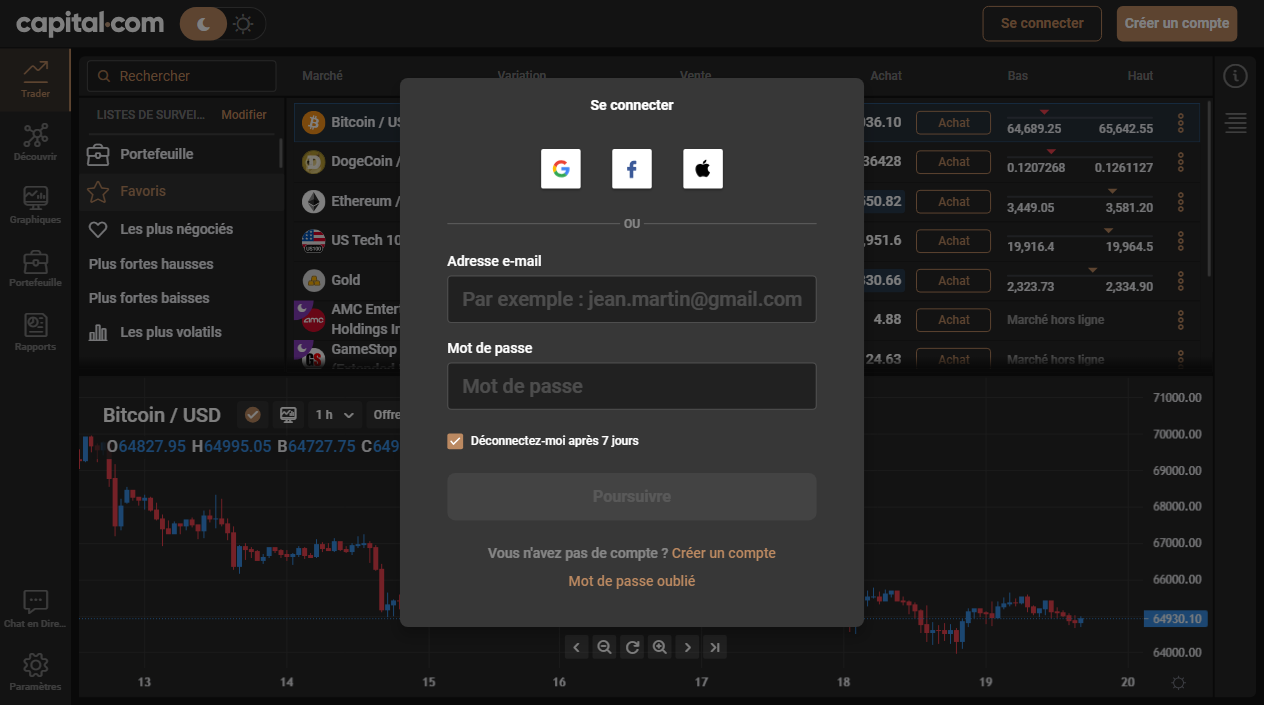 capital.com
Se connecter
Créer un compte
Trader
Découvrir
Graphiques
Portefeuille
Rapports
Chat en Dire...
Paramètres
Rechercher
LISTES DE SURVEI... Modifier
Portefeuille
Favoris
Les plus négociés
Plus fortes hausses
Plus fortes baisses
Les plus volatils
Marché Variation Vente Achat Bas Haut
Bitcoin / US 36.10 Achat 64,689.25 65,642.55
DogeCoin / 36428 Achat 0.1207268 0.1261127
Ethereum / 50.82 Achat 3,449.05 3,581.20
US Tech 10 ,951.6 Achat 19,916.4 19,964.5
Gold 30.66 Achat 2,323.73 2,334.90
AMC Enter
Holdings In 4.88 Achat Marché hors ligne
GameStop 24.63 Achat Marché hors ligne
Se connecter
OU
Adresse e-mail
Par exemple : jean.martin@gmail.com
Mot de passe
Mot de passe
Déconnectez-moi après 7 jours
Poursuivre
Vous n'avez pas de compte ? Créer un compte
Mot de passe oublié
Bitcoin / USD 1 h Offre
O64827.95 H64995.05 B64727.75 C649
71000.00
70000.00
69000.00
68000.00
67000.00
66000.00
64930.10
64000.00
13 14 15 16 17 18 19 20